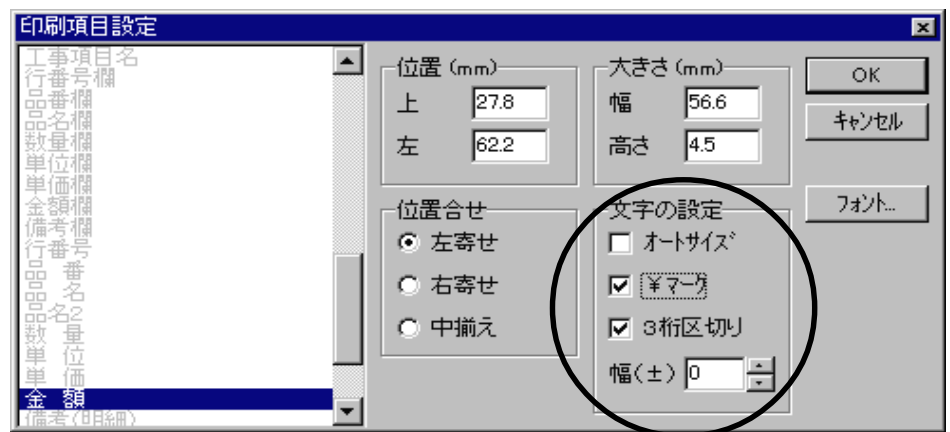 印刷項目設定
工事項目名
行番号欄
品番欄
品名欄
数量欄
単位欄
単価欄
金額欄
備考欄
行番号
品　番
品　名
品名2
数　量
単　位
単　価
金　額
備考(明細)
位置 (mm)
上 27.8
左 62.2
大きさ (mm)
幅 56.6
高さ 4.5
位置合せ
左寄せ
右寄せ
中揃え
文字の設定
オートサイズ
¥マーク
3桁区切り
幅(±) 0
OK
キャンセル
フォント...